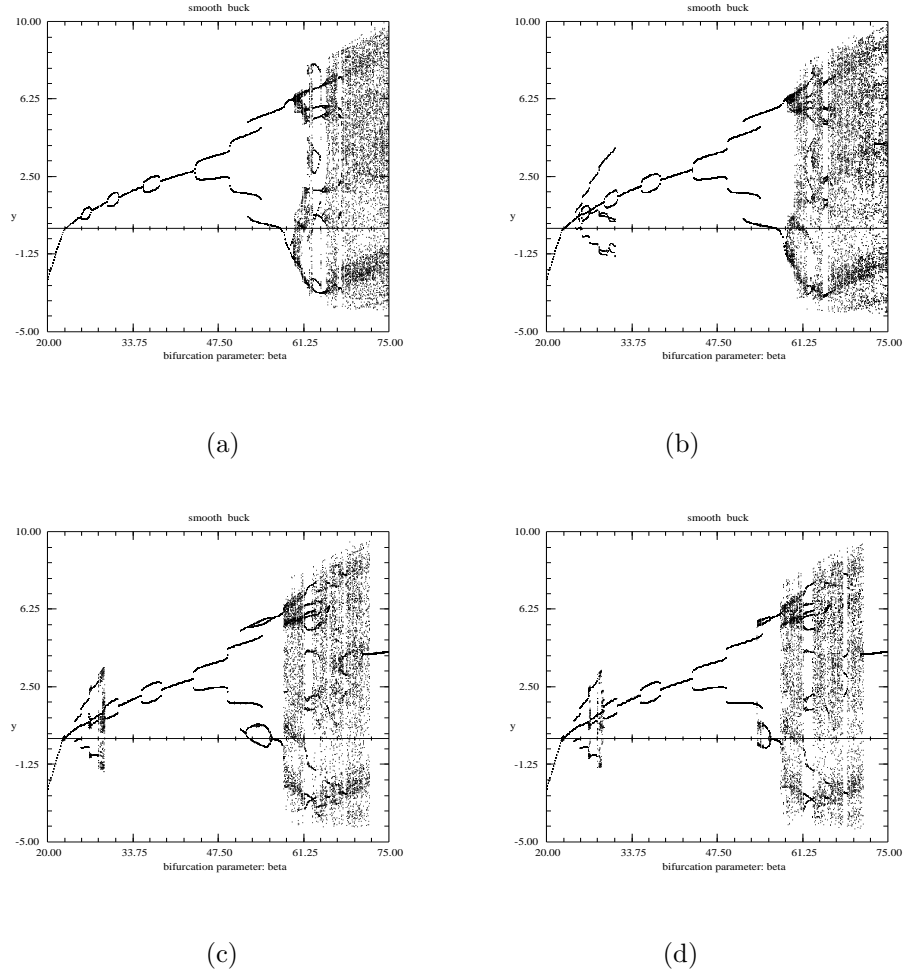 smooth buck
10.00
6.25
2.50
y
-1.25
-5.00
20.00 33.75 47.50 61.25 75.00
bifurcation parameter: beta
(a)
smooth buck
10.00
6.25
2.50
y
-1.25
-5.00
20.00 33.75 47.50 61.25 75.00
bifurcation parameter: beta
(b)
smooth buck
10.00
6.25
2.50
y
-1.25
-5.00
20.00 33.75 47.50 61.25 75.00
bifurcation parameter: beta
(c)
smooth buck
10.00
6.25
2.50
y
-1.25
-5.00
20.00 33.75 47.50 61.25 75.00
bifurcation parameter: beta
(d)